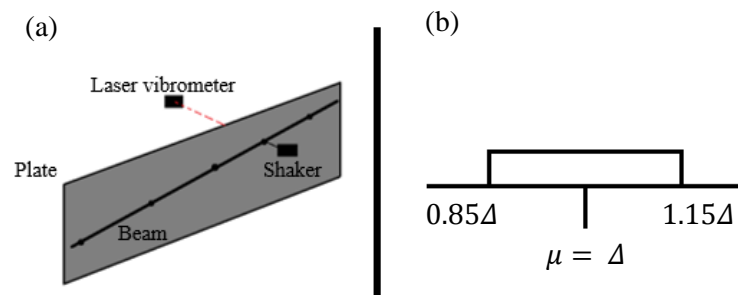 (a)
Laser vibrometer
Plate
Shaker
Beam
(b)
0.85Δ
1.15Δ
μ = Δ